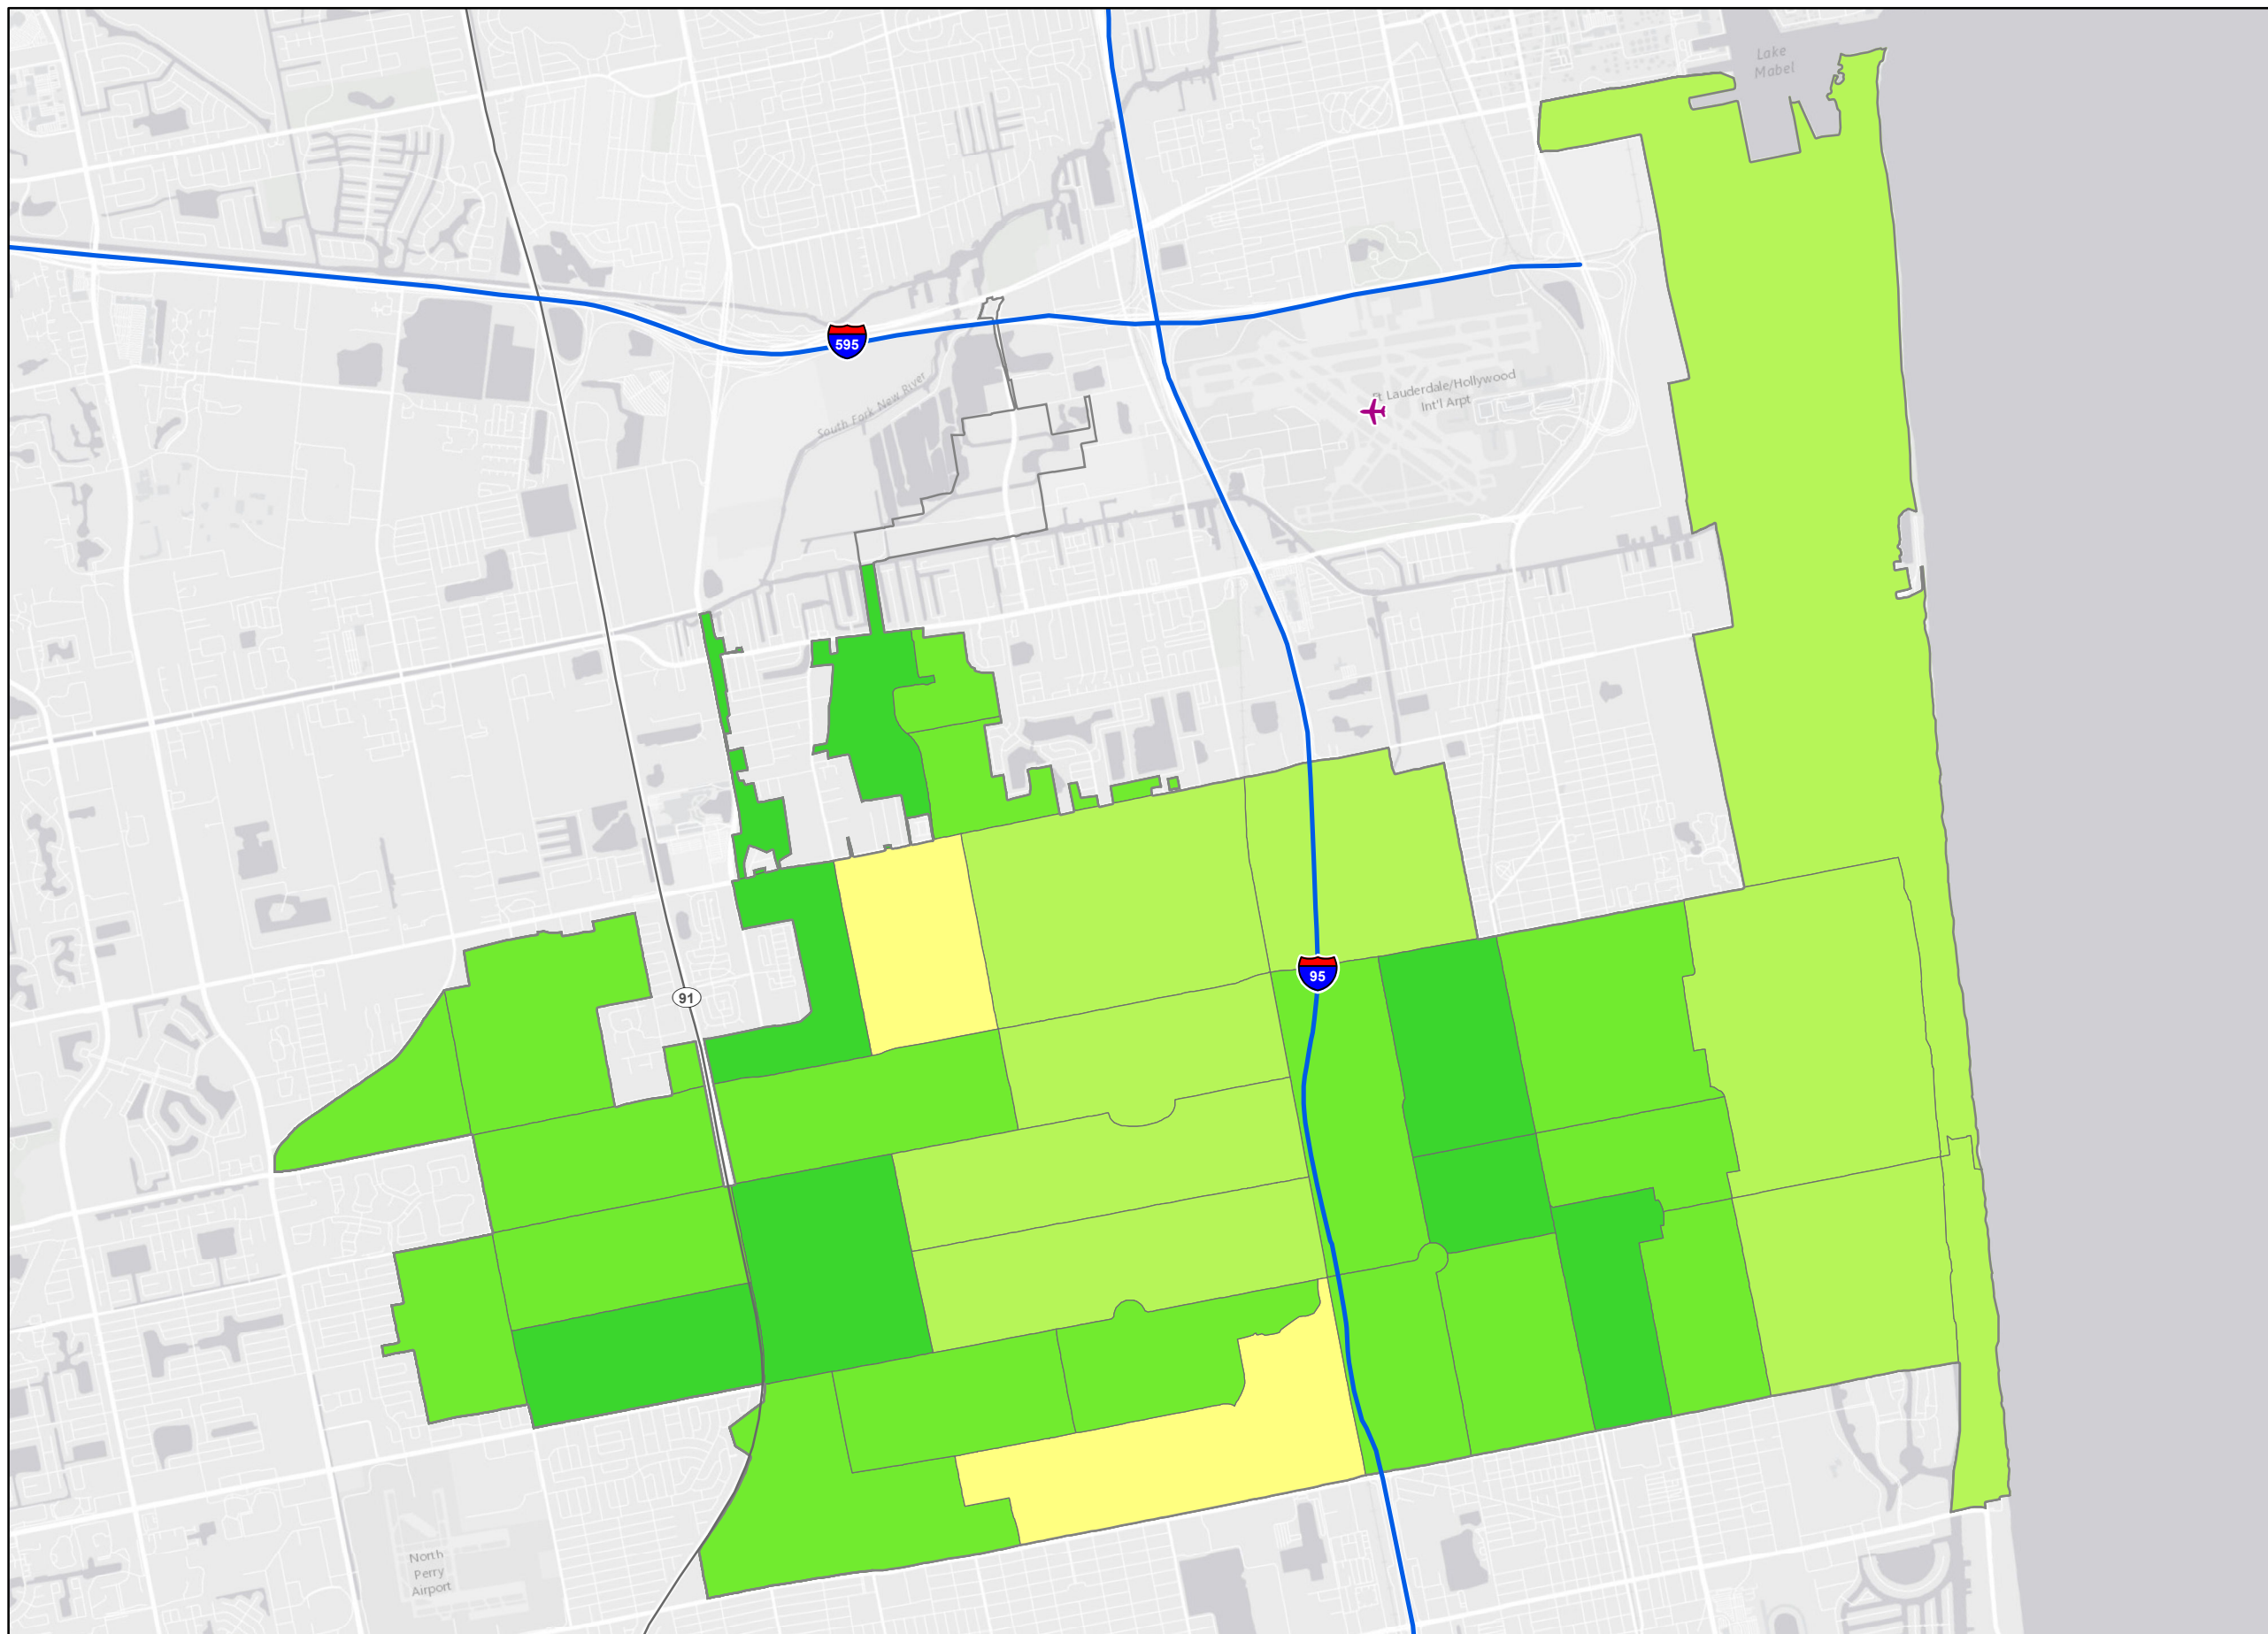 Lake
Mabel
595
Ft Lauderdale/Hollywood
Int'l Arpt
South Fork New River
95
91
North
Perry
Airport